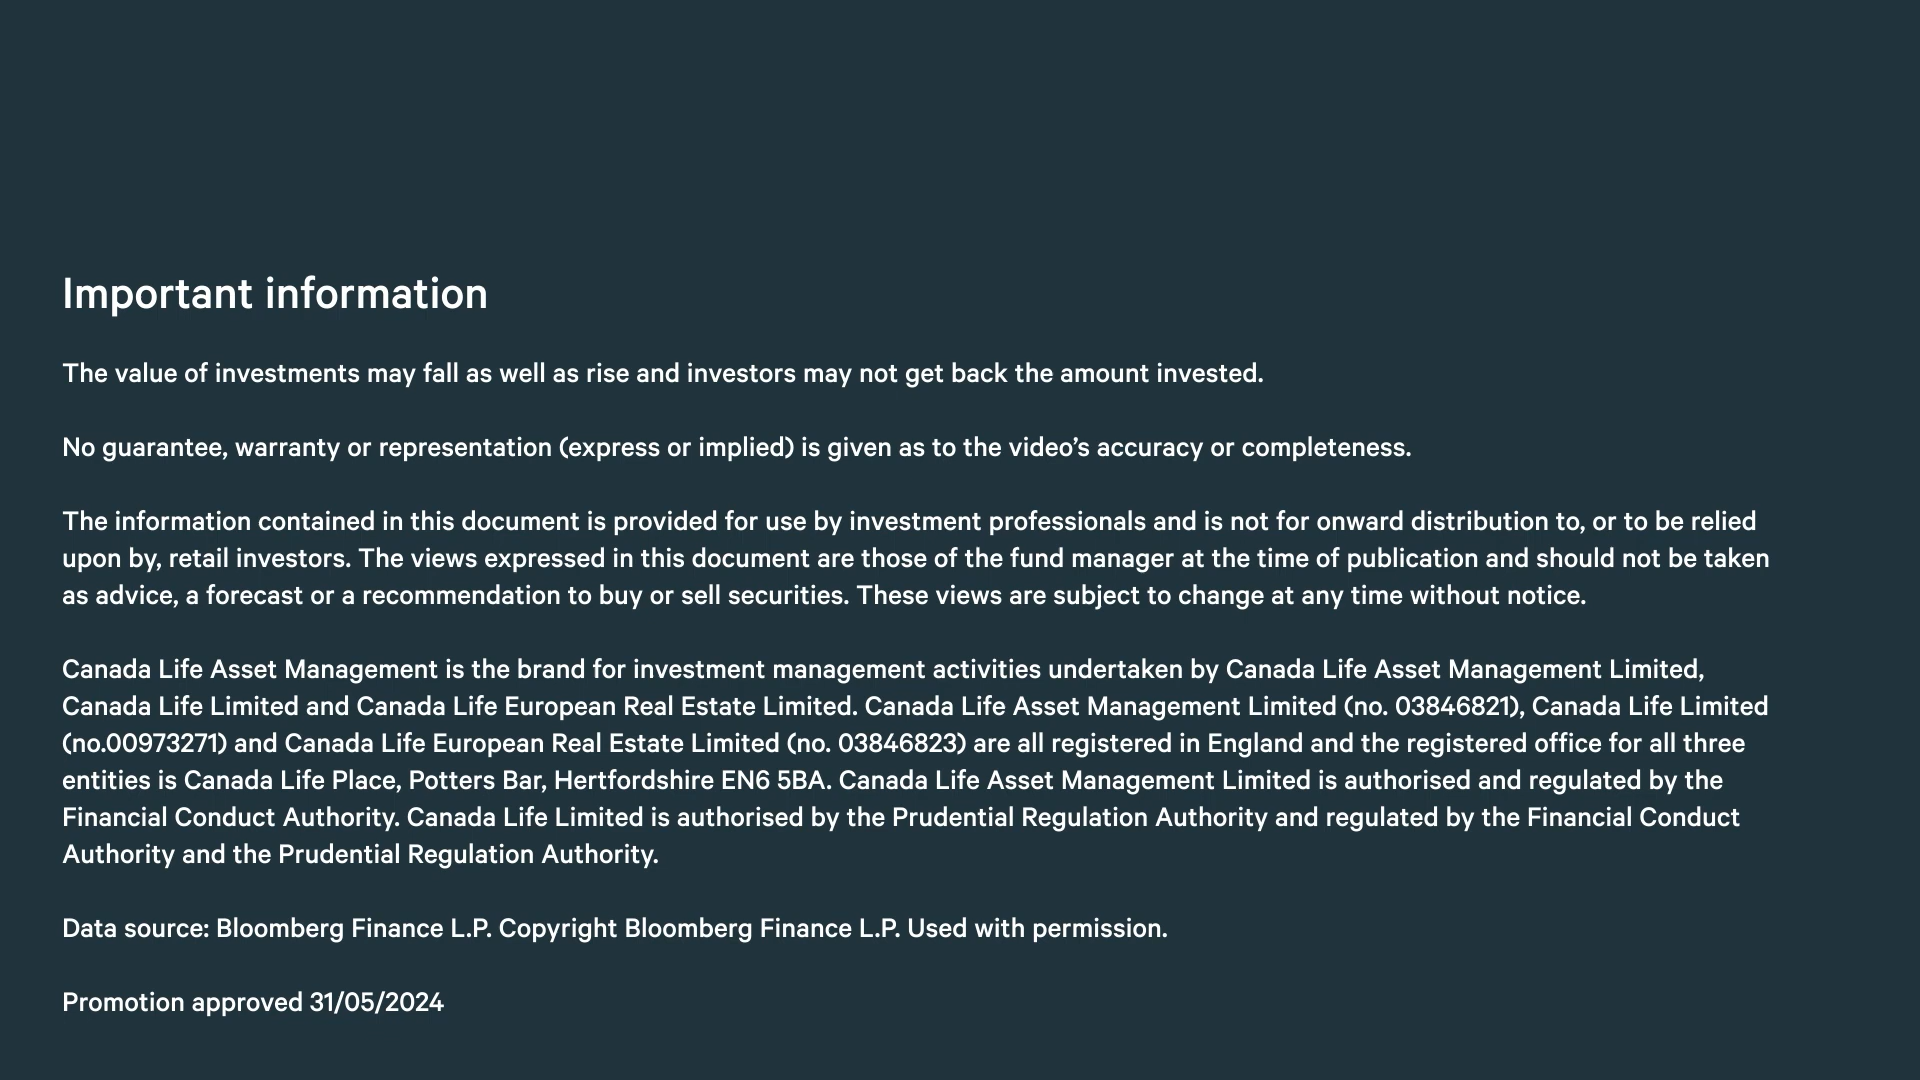 Important information
The value of investments may fall as well as rise and investors may not get back the amount invested.
No guarantee, warranty or representation (express or implied) is given as to the video’s accuracy or completeness.
The information contained in this document is provided for use by investment professionals and is not for onward distribution to, or to be relied
upon by, retail investors. The views expressed in this document are those of the fund manager at the time of publication and should not be taken
as advice, a forecast or a recommendation to buy or sell securities. These views are subject to change at any time without notice.
Canada Life Asset Management is the brand for investment management activities undertaken by Canada Life Asset Management Limited,
Canada Life Limited and Canada Life European Real Estate Limited. Canada Life Asset Management Limited (no. 03846821), Canada Life Limited
(no.00973271) and Canada Life European Real Estate Limited (no. 03846823) are all registered in England and the registered office for all three
entities is Canada Life Place, Potters Bar, Hertfordshire EN6 5BA. Canada Life Asset Management Limited is authorised and regulated by the
Financial Conduct Authority. Canada Life Limited is authorised by the Prudential Regulation Authority and regulated by the Financial Conduct
Authority and the Prudential Regulation Authority.
Data source: Bloomberg Finance L.P. Copyright Bloomberg Finance L.P. Used with permission.
Promotion approved 31/05/2024